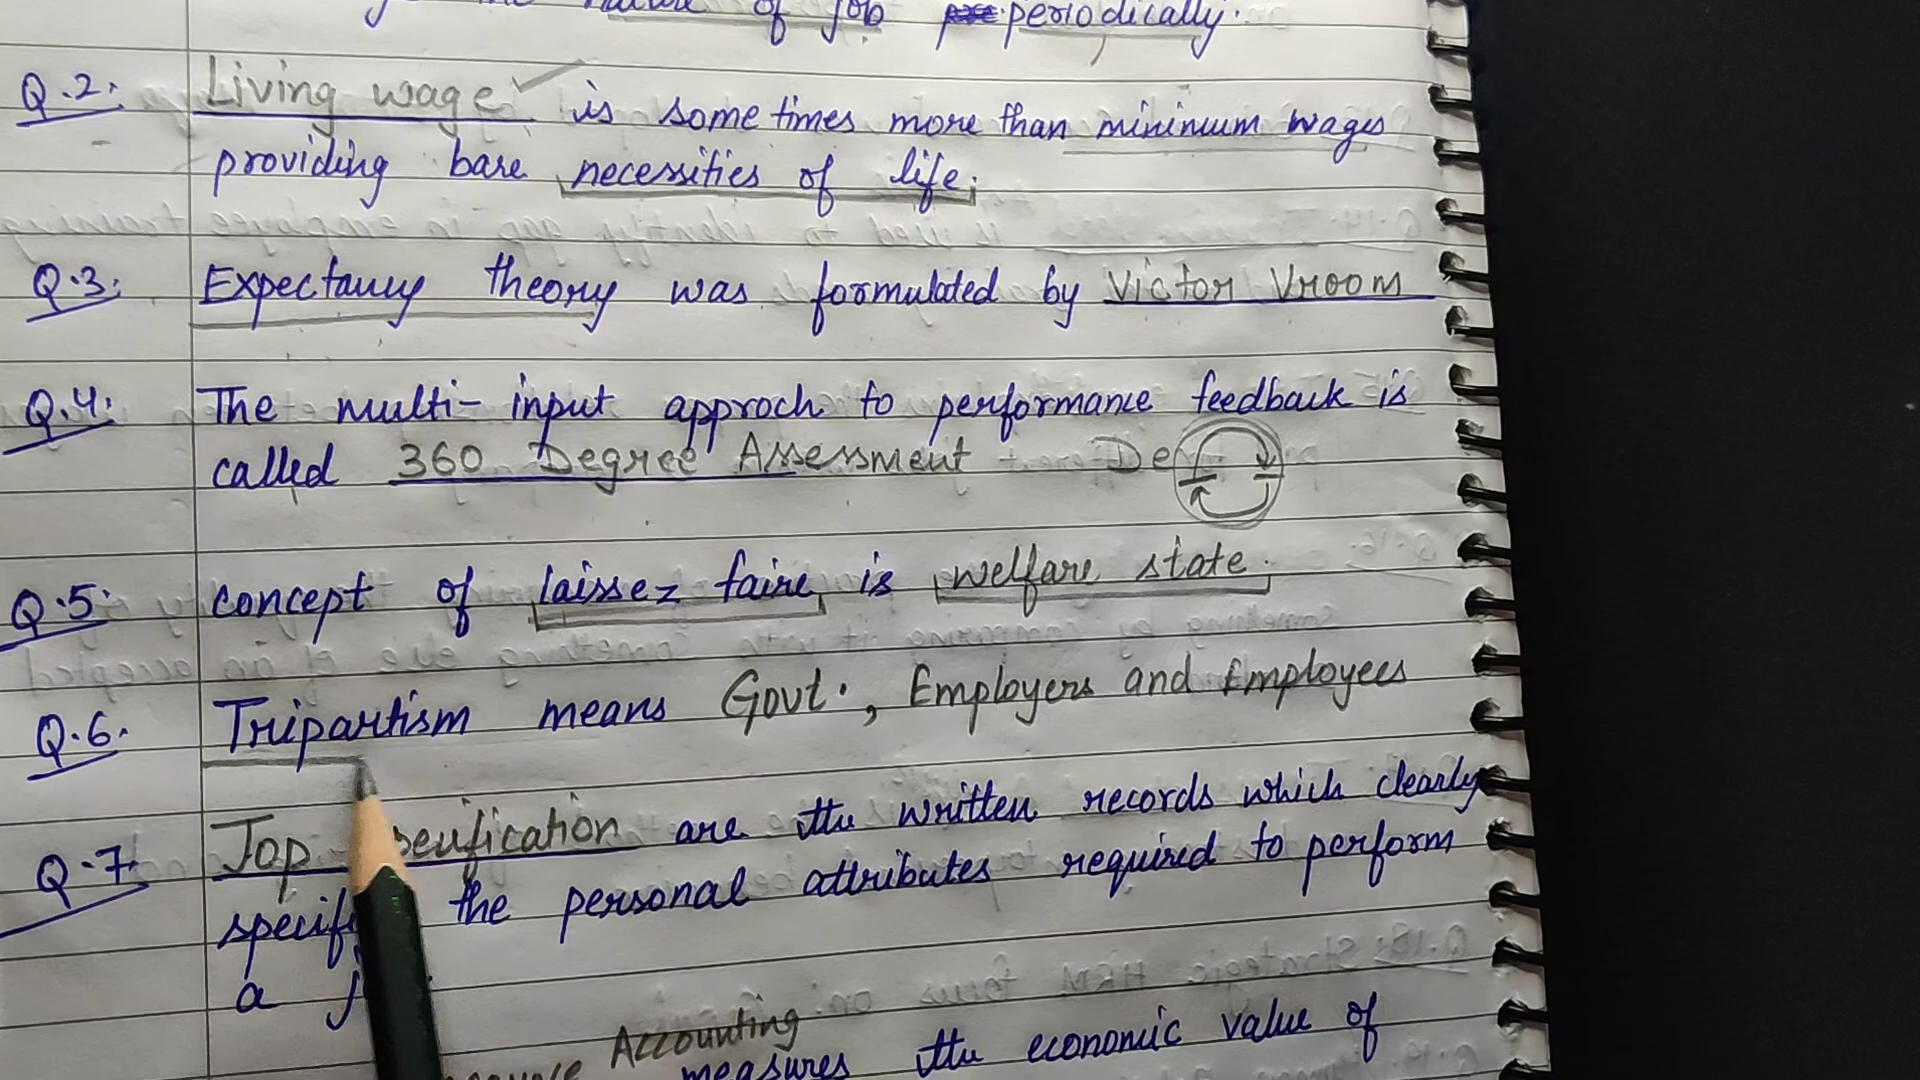 nature of job periodically.
Q.2. Living wage is some times more than minimum wages
providing bare necessities of life.
Q.3. Expectancy theory was formulated by Victor Vroom
Q.4. The multi-input approch to performance feedback is
called 360 Degree Assessment De
Q.5. concept of laissez faire is welfare state.
Q.6. Tripartism means Govt., Employers and Employees
Q.7. Jop are the written records which clearly
the personal attributes required to perform
a
Accounting
measures the economic value of